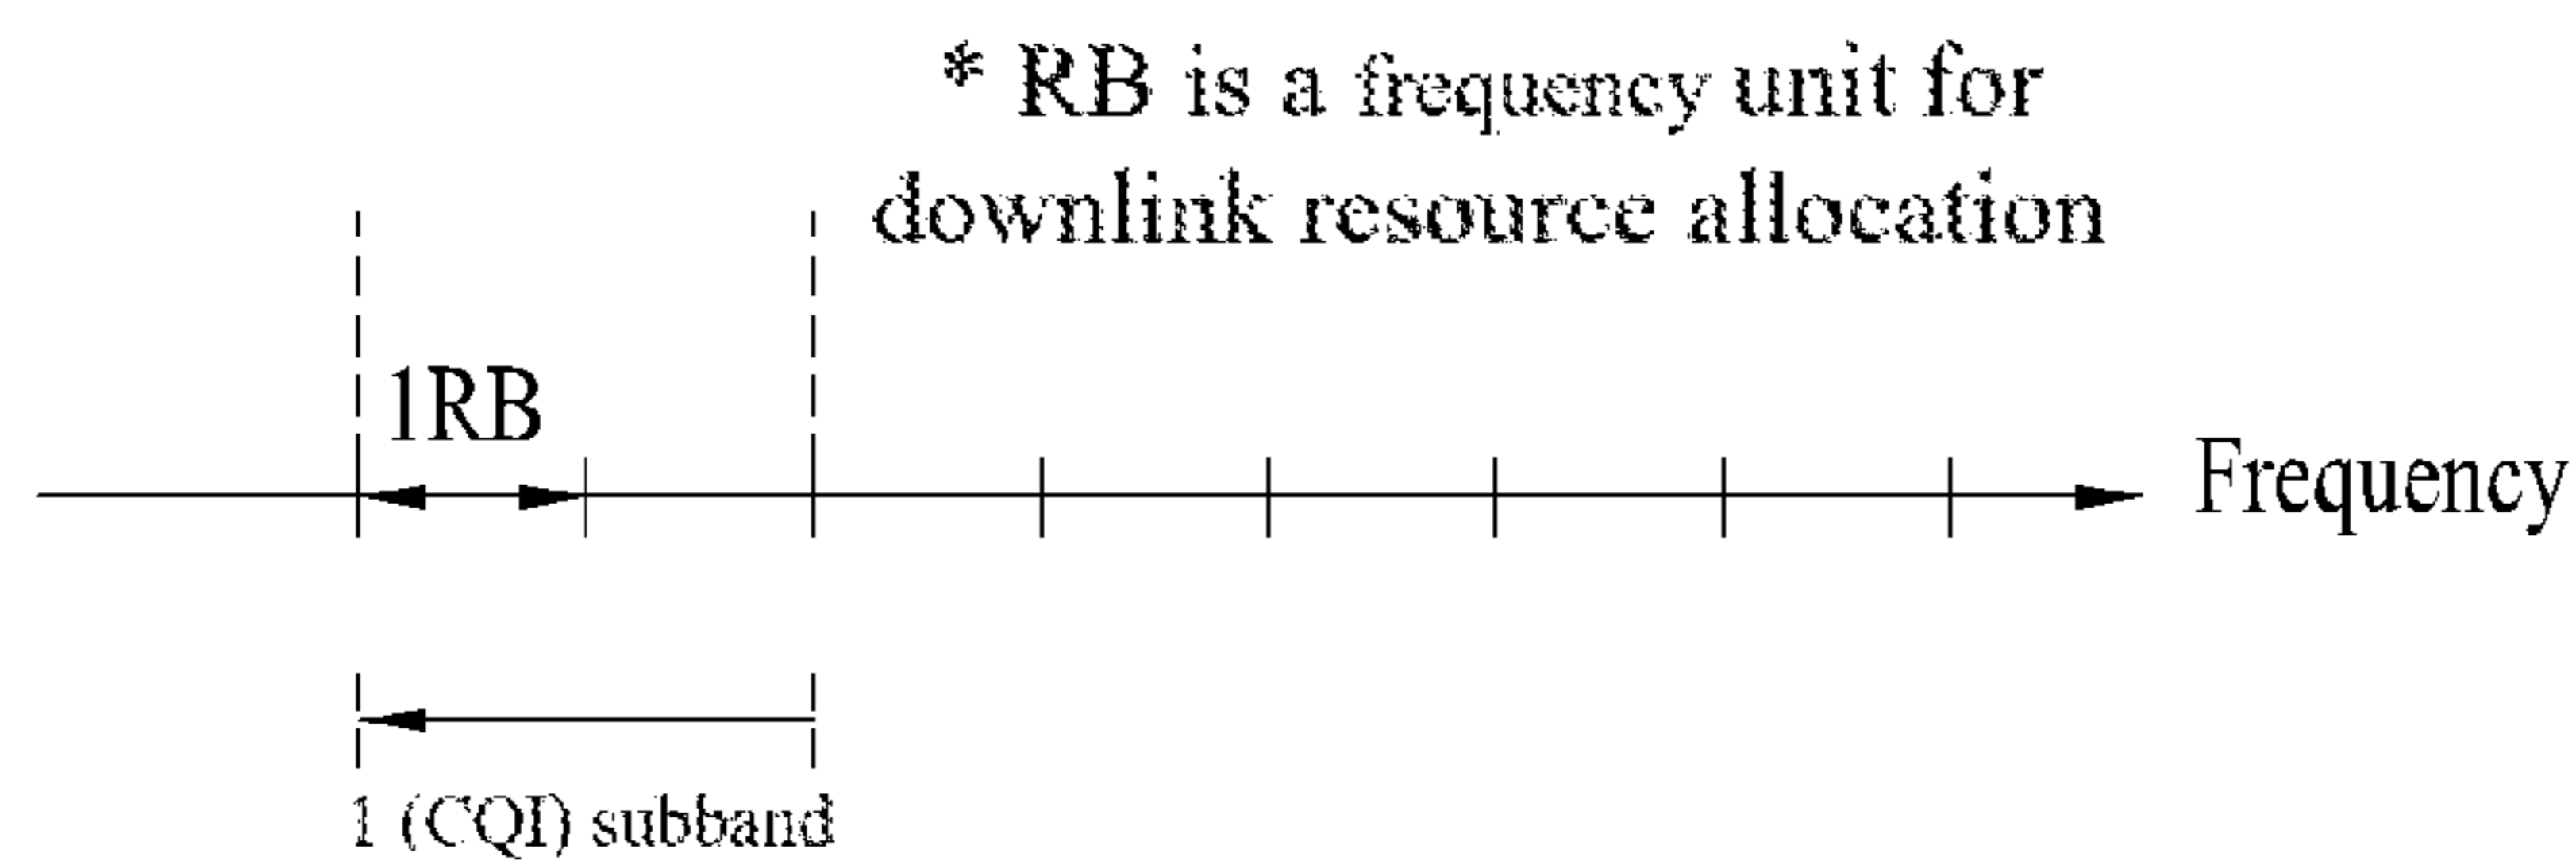 * RB is a frequency unit for
downlink resource allocation
1RB
Frequency
1 (CQI) subband